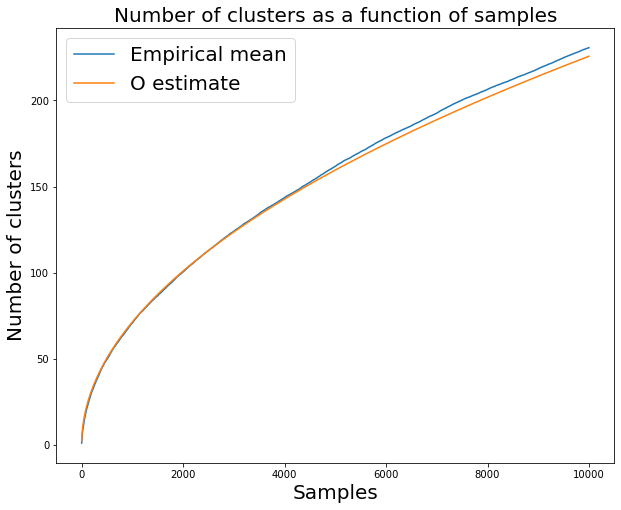 Number of clusters as a function of samples
Empirical mean
O estimate
Number of clusters
200
150
100
50
0
0 2000 4000 6000 8000 10000
Samples